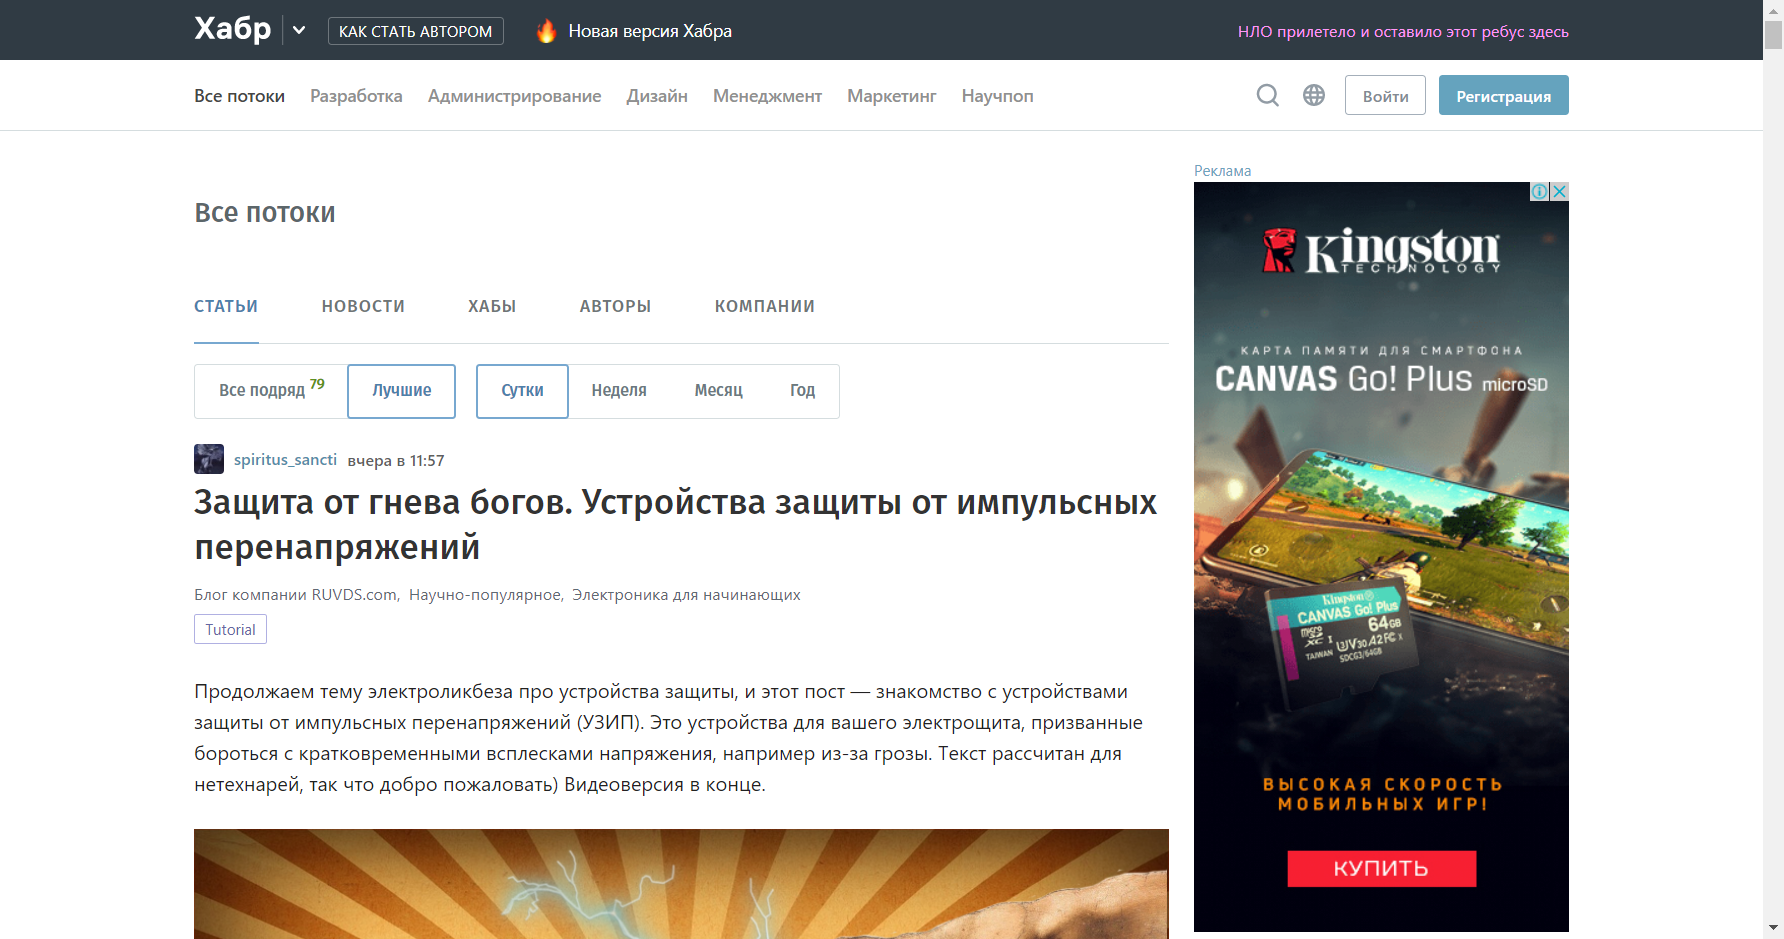 Хабр
КАК СТАТЬ АВТОРОМ
Новая версия Хабра
НЛО прилетело и оставило этот ребус здесь
Все потоки Разработка Администрирование Дизайн Менеджмент Маркетинг Научпоп
Войти
Регистрация
Реклама
Все потоки
СТАТЬИ НОВОСТИ ХАБЫ АВТОРЫ КОМПАНИИ
Все подряд 79 Лучшие Сутки Неделя Месяц Год
spiritus_sancti вчера в 11:57
Защита от гнева богов. Устройства защиты от импульсных
перенапряжений
Блог компании RUVDS.com, Научно-популярное, Электроника для начинающих
Tutorial
Продолжаем тему электроликбеза про устройства защиты, и этот пост — знакомство с устройствами
защиты от импульсных перенапряжений (УЗИП). Это устройства для вашего электрощита, призванные
бороться с кратковременными всплесками напряжения, например из-за грозы. Текст рассчитан для
нетехнарей, так что добро пожаловать) Видеоверсия в конце.
Kingston
TECHNOLOGY
КАРТА ПАМЯТИ ДЛЯ СМАРТФОНА
CANVAS Go! Plus microSD
Kingston
CANVAS Go! Plus
64GB
micro SD XC I U3 V30 A2 FC x
TAIWAN SDCG3/64GB
ВЫСОКАЯ СКОРОСТЬ
МОБИЛЬНЫХ ИГР!
КУПИТЬ